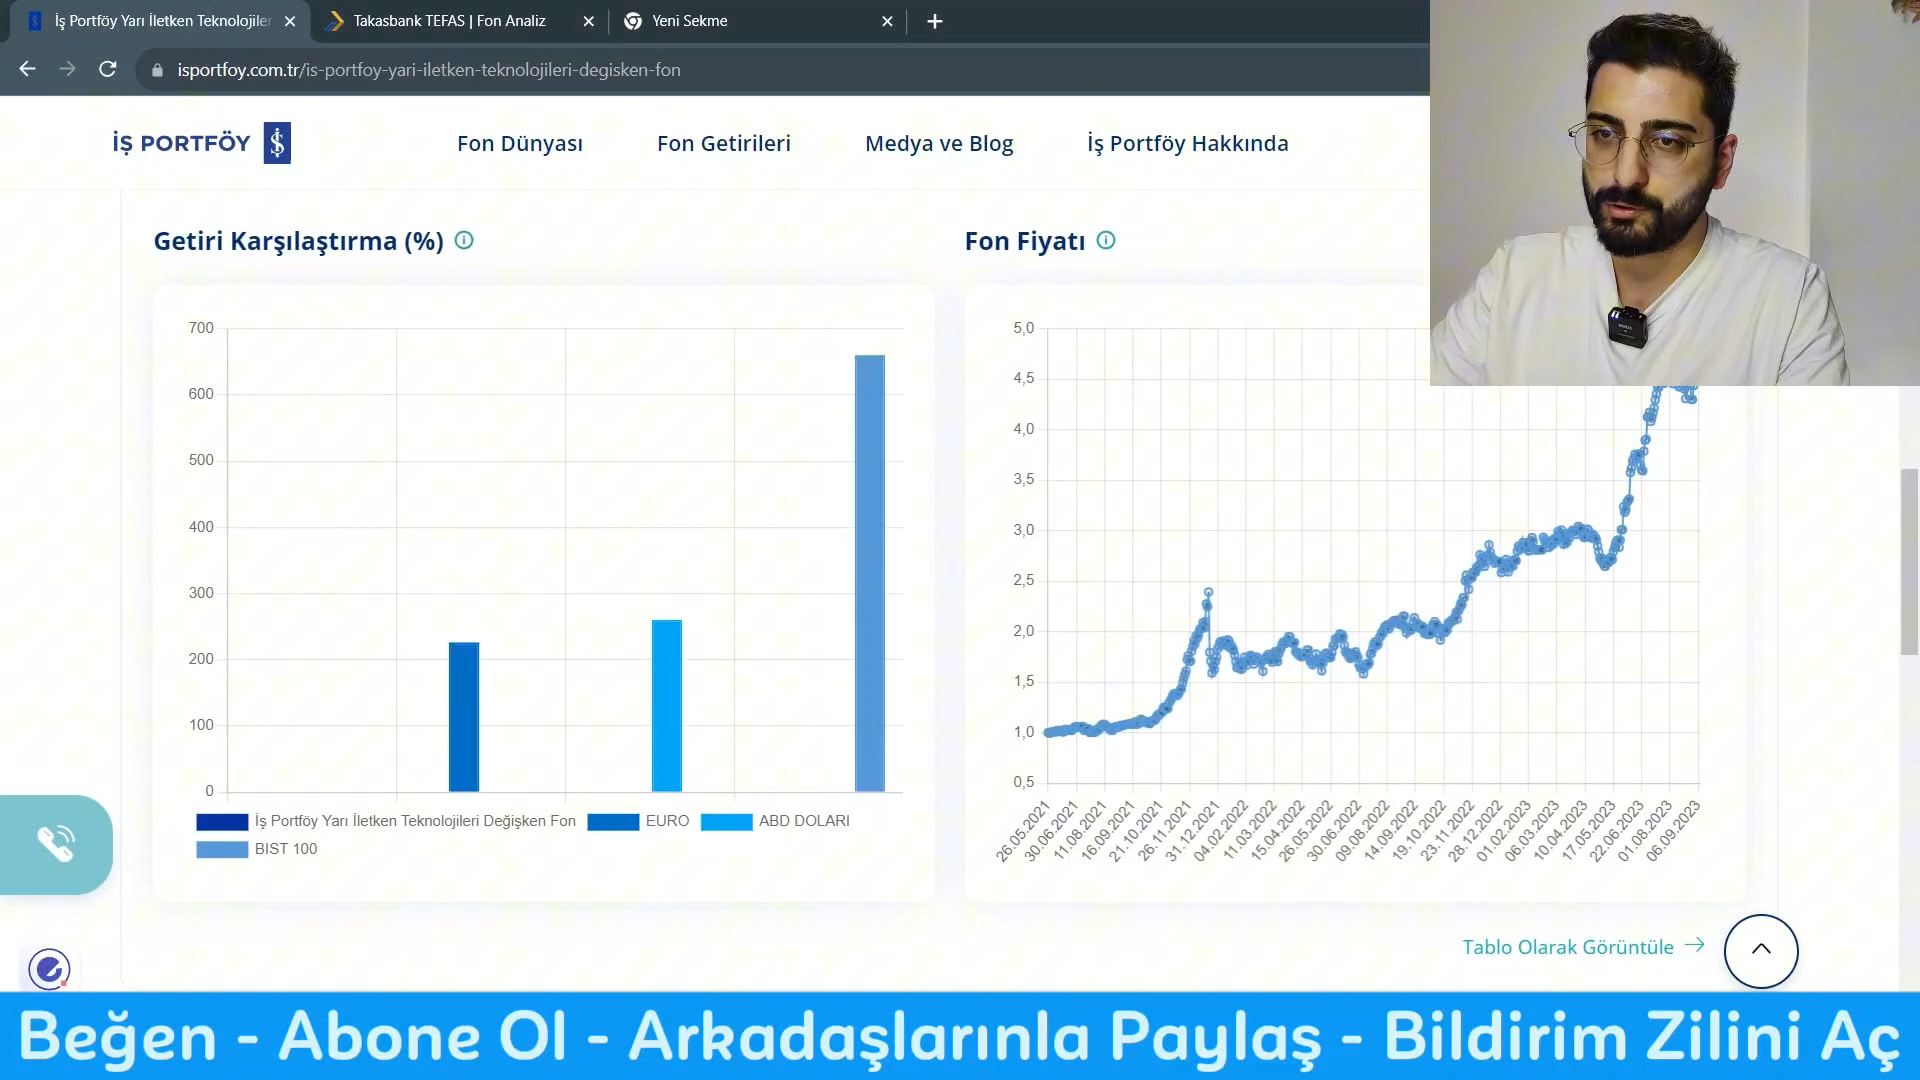 İş Portföy Yarı İletken Teknolojiler
Takasbank TEFAS | Fon Analiz
Yeni Sekme
isportfoy.com.tr/is-portfoy-yari-iletken-teknolojileri-degisken-fon
İŞ PORTFÖY
Fon Dünyası
Fon Getirileri
Medya ve Blog
İş Portföy Hakkında
Getiri Karşılaştırma (%)
700
600
500
400
300
200
100
0
İş Portföy Yarı İletken Teknolojileri Değişken Fon
EURO
ABD DOLARI
BIST 100
Fon Fiyatı
5,0
4,5
4,0
3,5
3,0
2,5
2,0
1,5
1,0
0,5
26.05.2021
30.06.2021
11.08.2021
16.09.2021
21.10.2021
26.11.2021
31.12.2021
04.02.2022
11.03.2022
15.04.2022
26.05.2022
30.06.2022
09.08.2022
14.09.2022
19.10.2022
23.11.2022
28.12.2022
01.02.2023
06.03.2023
10.04.2023
17.05.2023
22.06.2023
01.08.2023
06.09.2023
Tablo Olarak Görüntüle
Beğen - Abone Ol - Arkadaşlarınla Paylaş - Bildirim Zilini Aç